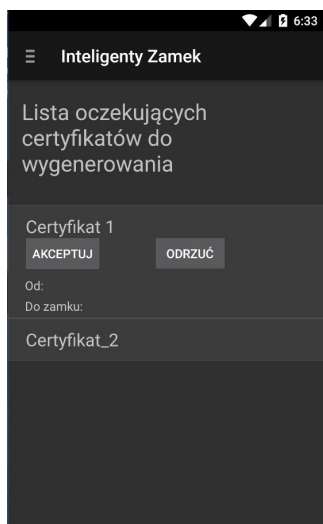 6:33
Inteligenty Zamek
Lista oczekujących
certyfikatów do
wygenerowania
Certyfikat 1
AKCEPTUJ ODRZUĆ
Od:
Do zamku:
Certyfikat_2